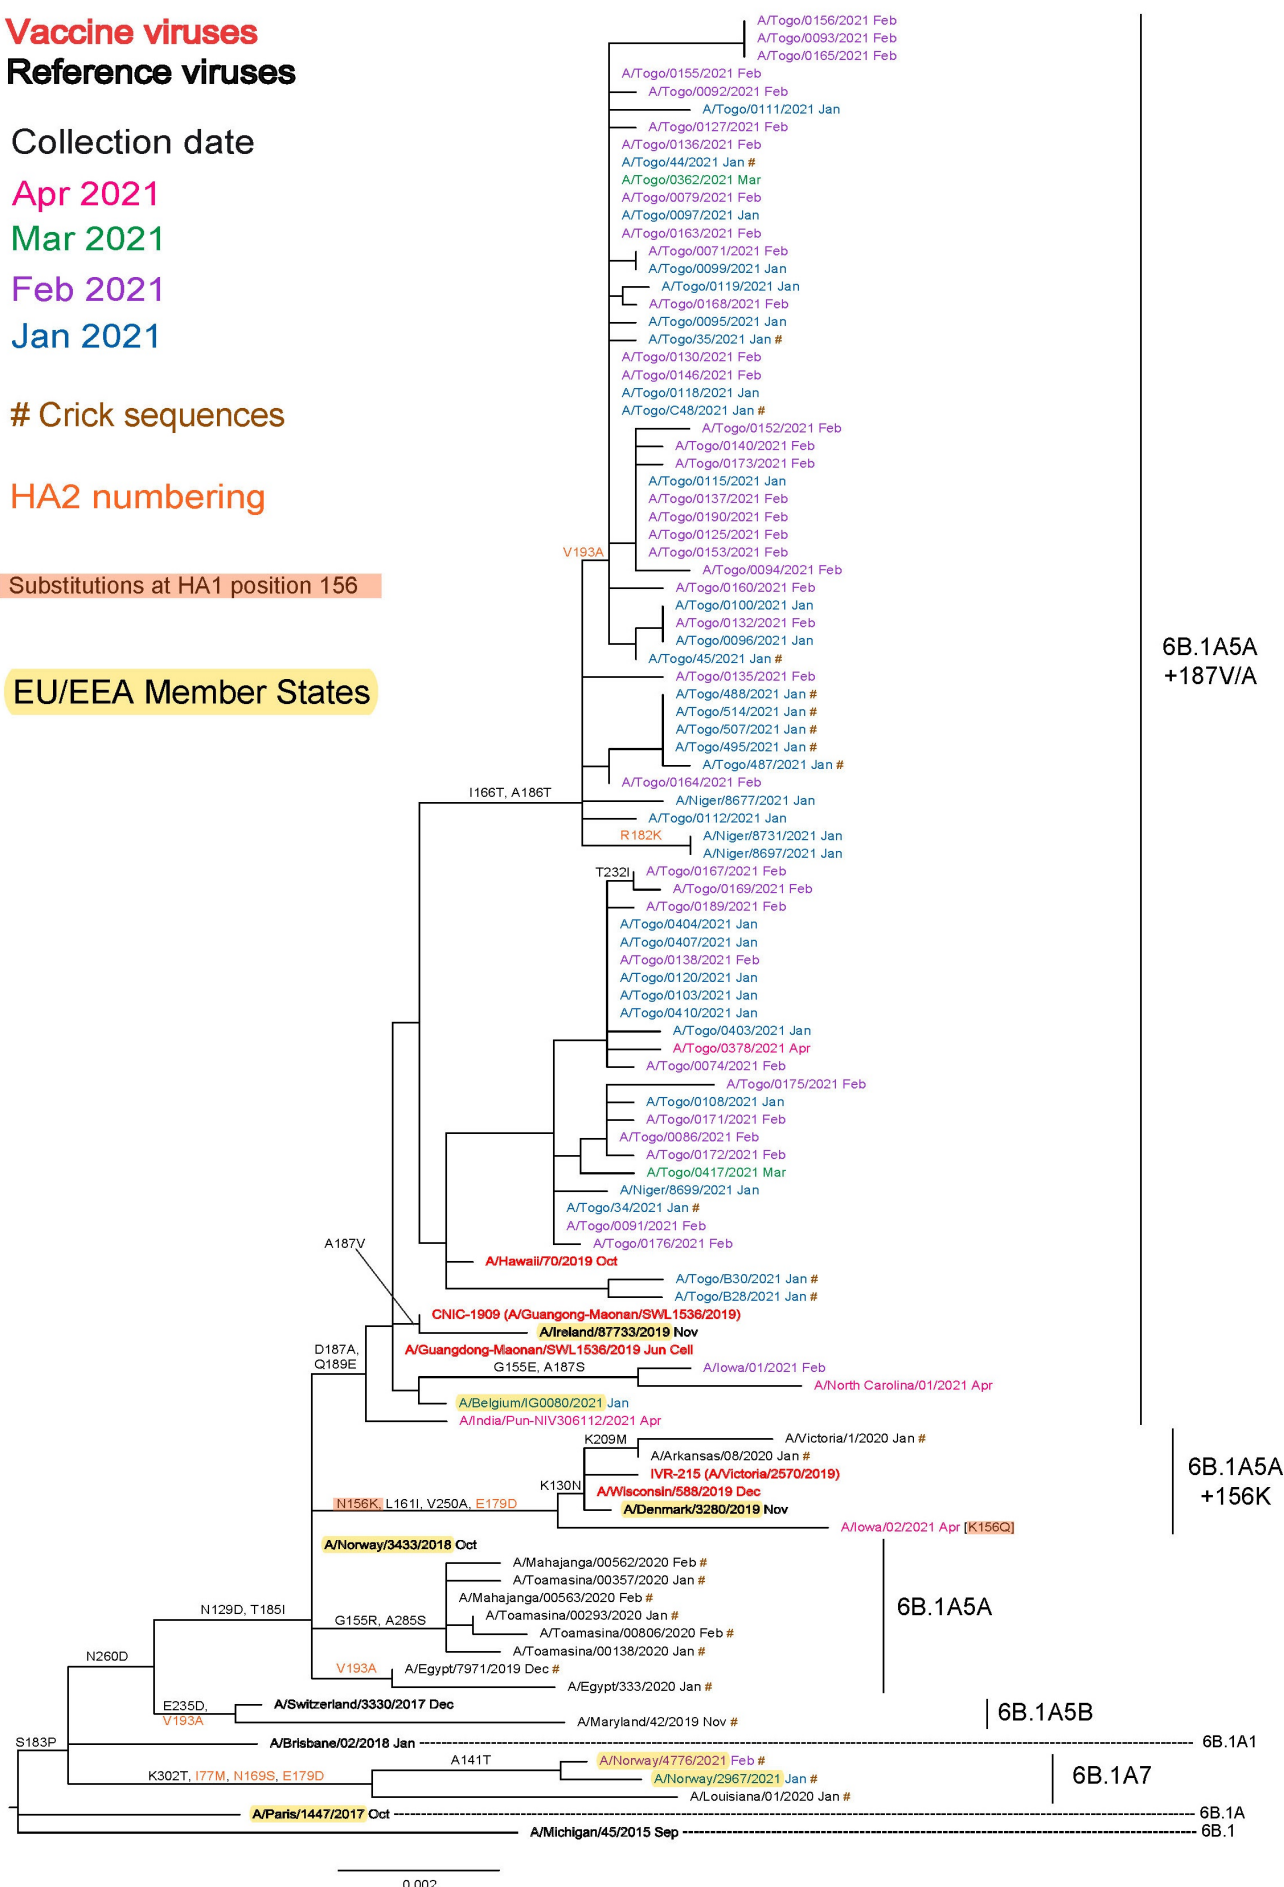 Vaccine viruses
Reference viruses
Collection date
Apr 2021
Mar 2021
Feb 2021
Jan 2021
# Crick sequences
HA2 numbering
Substitutions at HA1 position 156
EU/EEA Member States
A/Togo/0156/2021 Feb
A/Togo/0093/2021 Feb
A/Togo/0165/2021 Feb
A/Togo/0155/2021 Feb
A/Togo/0092/2021 Feb
A/Togo/0111/2021 Jan
A/Togo/0127/2021 Feb
A/Togo/0136/2021 Feb
A/Togo/44/2021 Jan #
A/Togo/0362/2021 Mar
A/Togo/0079/2021 Feb
A/Togo/0097/2021 Jan
A/Togo/0163/2021 Feb
A/Togo/0071/2021 Feb
A/Togo/0099/2021 Jan
A/Togo/0119/2021 Jan
A/Togo/0168/2021 Feb
A/Togo/0095/2021 Jan
A/Togo/35/2021 Jan #
A/Togo/0130/2021 Feb
A/Togo/0146/2021 Feb
A/Togo/0118/2021 Jan
A/Togo/C48/2021 Jan #
A/Togo/0152/2021 Feb
A/Togo/0140/2021 Feb
A/Togo/0173/2021 Feb
A/Togo/0115/2021 Jan
A/Togo/0137/2021 Feb
A/Togo/0190/2021 Feb
A/Togo/0125/2021 Feb
V193A
A/Togo/0153/2021 Feb
A/Togo/0094/2021 Feb
A/Togo/0160/2021 Feb
A/Togo/0100/2021 Jan
A/Togo/0132/2021 Feb
A/Togo/0096/2021 Jan
A/Togo/45/2021 Jan #
6B.1A5A
+187V/A
A/Togo/0135/2021 Feb
A/Togo/488/2021 Jan #
A/Togo/514/2021 Jan #
A/Togo/507/2021 Jan #
A/Togo/495/2021 Jan #
A/Togo/487/2021 Jan #
A/Togo/0164/2021 Feb
I166T, A186T
A/Niger/8677/2021 Jan
A/Togo/0112/2021 Jan
R182K
A/Niger/8731/2021 Jan
A/Niger/8697/2021 Jan
T232I
A/Togo/0167/2021 Feb
A/Togo/0169/2021 Feb
A/Togo/0189/2021 Feb
A/Togo/0404/2021 Jan
A/Togo/0407/2021 Jan
A/Togo/0138/2021 Feb
A/Togo/0120/2021 Jan
A/Togo/0103/2021 Jan
A/Togo/0410/2021 Jan
A/Togo/0403/2021 Jan
A/Togo/0378/2021 Apr
A/Togo/0074/2021 Feb
A/Togo/0175/2021 Feb
A/Togo/0108/2021 Jan
A/Togo/0171/2021 Feb
A/Togo/0086/2021 Feb
A/Togo/0172/2021 Feb
A/Togo/0417/2021 Mar
A/Niger/8699/2021 Jan
A/Togo/34/2021 Jan #
A/Togo/0091/2021 Feb
A/Togo/0176/2021 Feb
A187V
A/Hawaii/70/2019 Oct
A/Togo/B30/2021 Jan #
A/Togo/B28/2021 Jan #
CNIC-1909 (A/Guangong-Maonan/SWL1536/2019)
A/Ireland/87733/2019 Nov
A/Guangdong-Maonan/SWL1536/2019 Jun Cell
D187A,
Q189E
G155E, A187S
A/Iowa/01/2021 Feb
A/North Carolina/01/2021 Apr
A/Belgium/IG0080/2021 Jan
A/India/Pun-NIV306112/2021 Apr
K209M
A/Victoria/1/2020 Jan #
A/Arkansas/08/2020 Jan #
IVR-215 (A/Victoria/2570/2019)
K130N
A/Wisconsin/588/2019 Dec
6B.1A5A
+156K
N156K, L161I, V250A, E179D
A/Denmark/3280/2019 Nov
A/Iowa/02/2021 Apr [K156Q]
A/Norway/3433/2018 Oct
A/Mahajanga/00562/2020 Feb #
A/Toamasina/00357/2020 Jan #
A/Mahajanga/00563/2020 Feb #
N129D, T185I
G155R, A285S
A/Toamasina/00293/2020 Jan #
A/Toamasina/00806/2020 Feb #
A/Toamasina/00138/2020 Jan #
6B.1A5A
N260D
V193A
A/Egypt/7971/2019 Dec #
A/Egypt/333/2020 Jan #
E235D,
V193A
A/Switzerland/3330/2017 Dec
A/Maryland/42/2019 Nov #
6B.1A5B
S183P
A/Brisbane/02/2018 Jan
6B.1A1
A141T
A/Norway/4776/2021 Feb #
K302T, I77M, N169S, E179D
A/Norway/2967/2021 Jan #
A/Louisiana/01/2020 Jan #
6B.1A7
A/Paris/1447/2017 Oct
6B.1A
A/Michigan/45/2015 Sep
6B.1
0.002